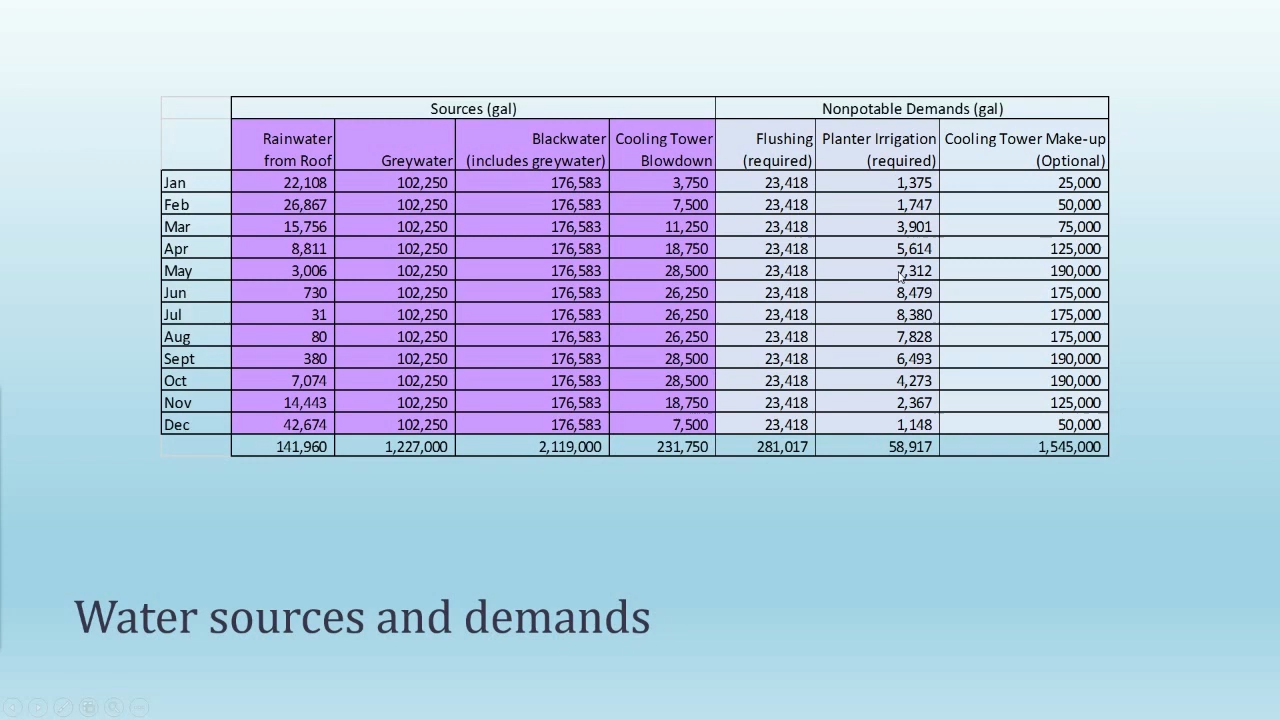 Sources (gal) Nonpotable Demands (gal)
Rainwater Blackwater Cooling Tower Flushing Planter Irrigation Cooling Tower Make-up
from Roof Greywater (includes greywater) Blowdown (required) (required) (Optional)
Jan 22,108 102,250 176,583 3,750 23,418 1,375 25,000
Feb 26,867 102,250 176,583 7,500 23,418 1,747 50,000
Mar 15,756 102,250 176,583 11,250 23,418 3,901 75,000
Apr 8,811 102,250 176,583 18,750 23,418 5,614 125,000
May 3,006 102,250 176,583 28,500 23,418 7,312 190,000
Jun 730 102,250 176,583 26,250 23,418 8,479 175,000
Jul 31 102,250 176,583 26,250 23,418 8,380 175,000
Aug 80 102,250 176,583 26,250 23,418 7,828 175,000
Sept 380 102,250 176,583 28,500 23,418 6,493 190,000
Oct 7,074 102,250 176,583 28,500 23,418 4,273 190,000
Nov 14,443 102,250 176,583 18,750 23,418 2,367 125,000
Dec 42,674 102,250 176,583 7,500 23,418 1,148 50,000
141,960 1,227,000 2,119,000 231,750 281,017 58,917 1,545,000
Water sources and demands